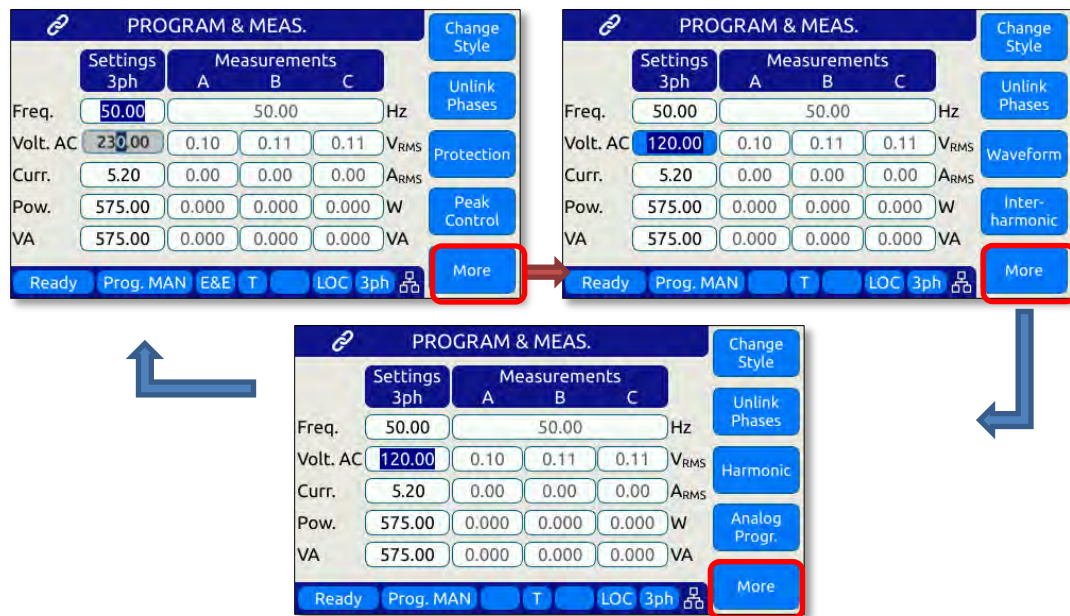 PROGRAM & MEAS.
Change
Style
Settings
3ph
Measurements
A B C
Unlink
Phases
Freq. 50.00 50.00 Hz
Volt. AC 230.00 0.10 0.11 0.11 VRMS
Protection
Curr. 5.20 0.00 0.00 0.00 ARMS
Pow. 575.00 0.000 0.000 0.000 W
Peak
Control
VA 575.00 0.000 0.000 0.000 VA
More
Ready Prog. MAN E&E T LOC 3ph
PROGRAM & MEAS.
Change
Style
Settings
3ph
Measurements
A B C
Unlink
Phases
Freq. 50.00 50.00 Hz
Volt. AC 120.00 0.10 0.11 0.11 VRMS
Waveform
Curr. 5.20 0.00 0.00 0.00 ARMS
Pow. 575.00 0.000 0.000 0.000 W
Inter-
harmonic
VA 575.00 0.000 0.000 0.000 VA
More
Ready Prog. MAN T LOC 3ph
PROGRAM & MEAS.
Change
Style
Settings
3ph
Measurements
A B C
Unlink
Phases
Freq. 50.00 50.00 Hz
Volt. AC 120.00 0.10 0.11 0.11 VRMS
Harmonic
Curr. 5.20 0.00 0.00 0.00 ARMS
Pow. 575.00 0.000 0.000 0.000 W
Analog
Progr.
VA 575.00 0.000 0.000 0.000 VA
More
Ready Prog. MAN T LOC 3ph